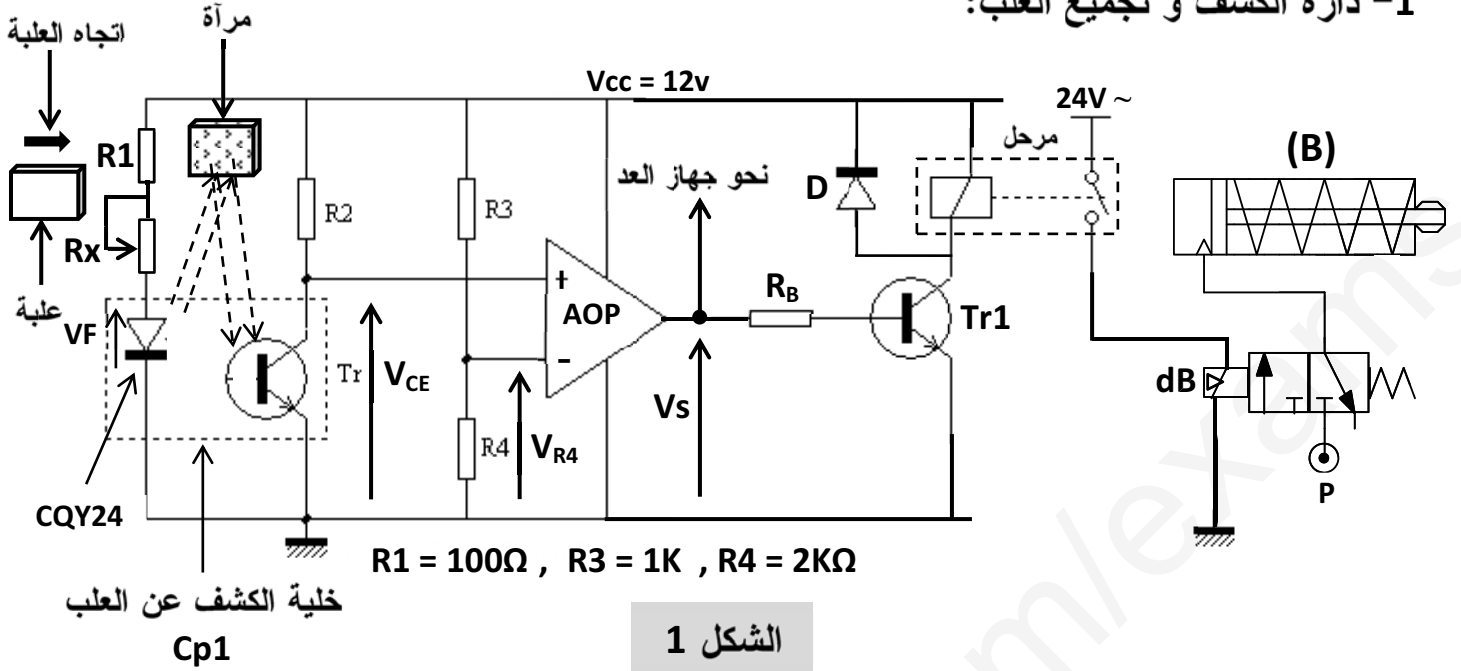 1- دارة الكشف و تجميع العلب:
مرآة
اتجاه العلبة
Vcc = 12v
24V ~
مرحل
(B)
R1
نحو جهاز العد
D
R2
R3
Rx
علبة
+
AOP
-
RB
Tr1
VF
Tr
VCE
Vs
dB
R4
VR4
P
CQY24
R1 = 100Ω , R3 = 1K , R4 = 2KΩ
خلية الكشف عن العلب
Cp1
الشكل 1
m/exams